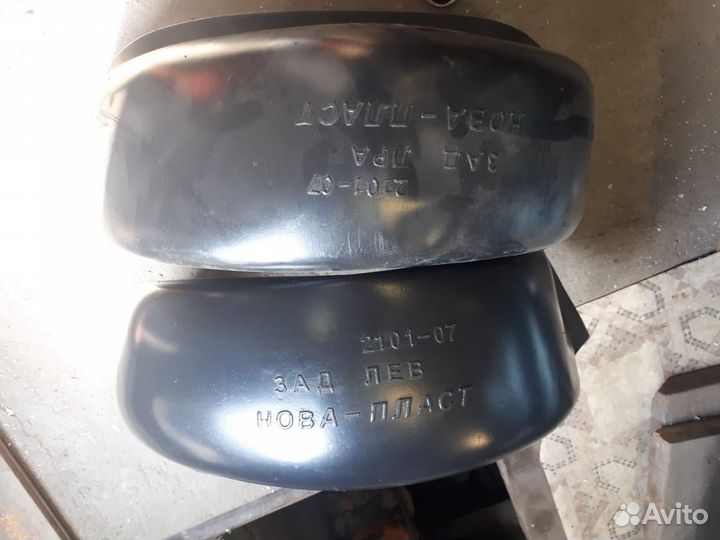 НОВА-ПЛАСТ
ЗАД ПРА
2101-07
2101-07
ЗАД ЛЕВ
НОВА-ПЛАСТ
Avito